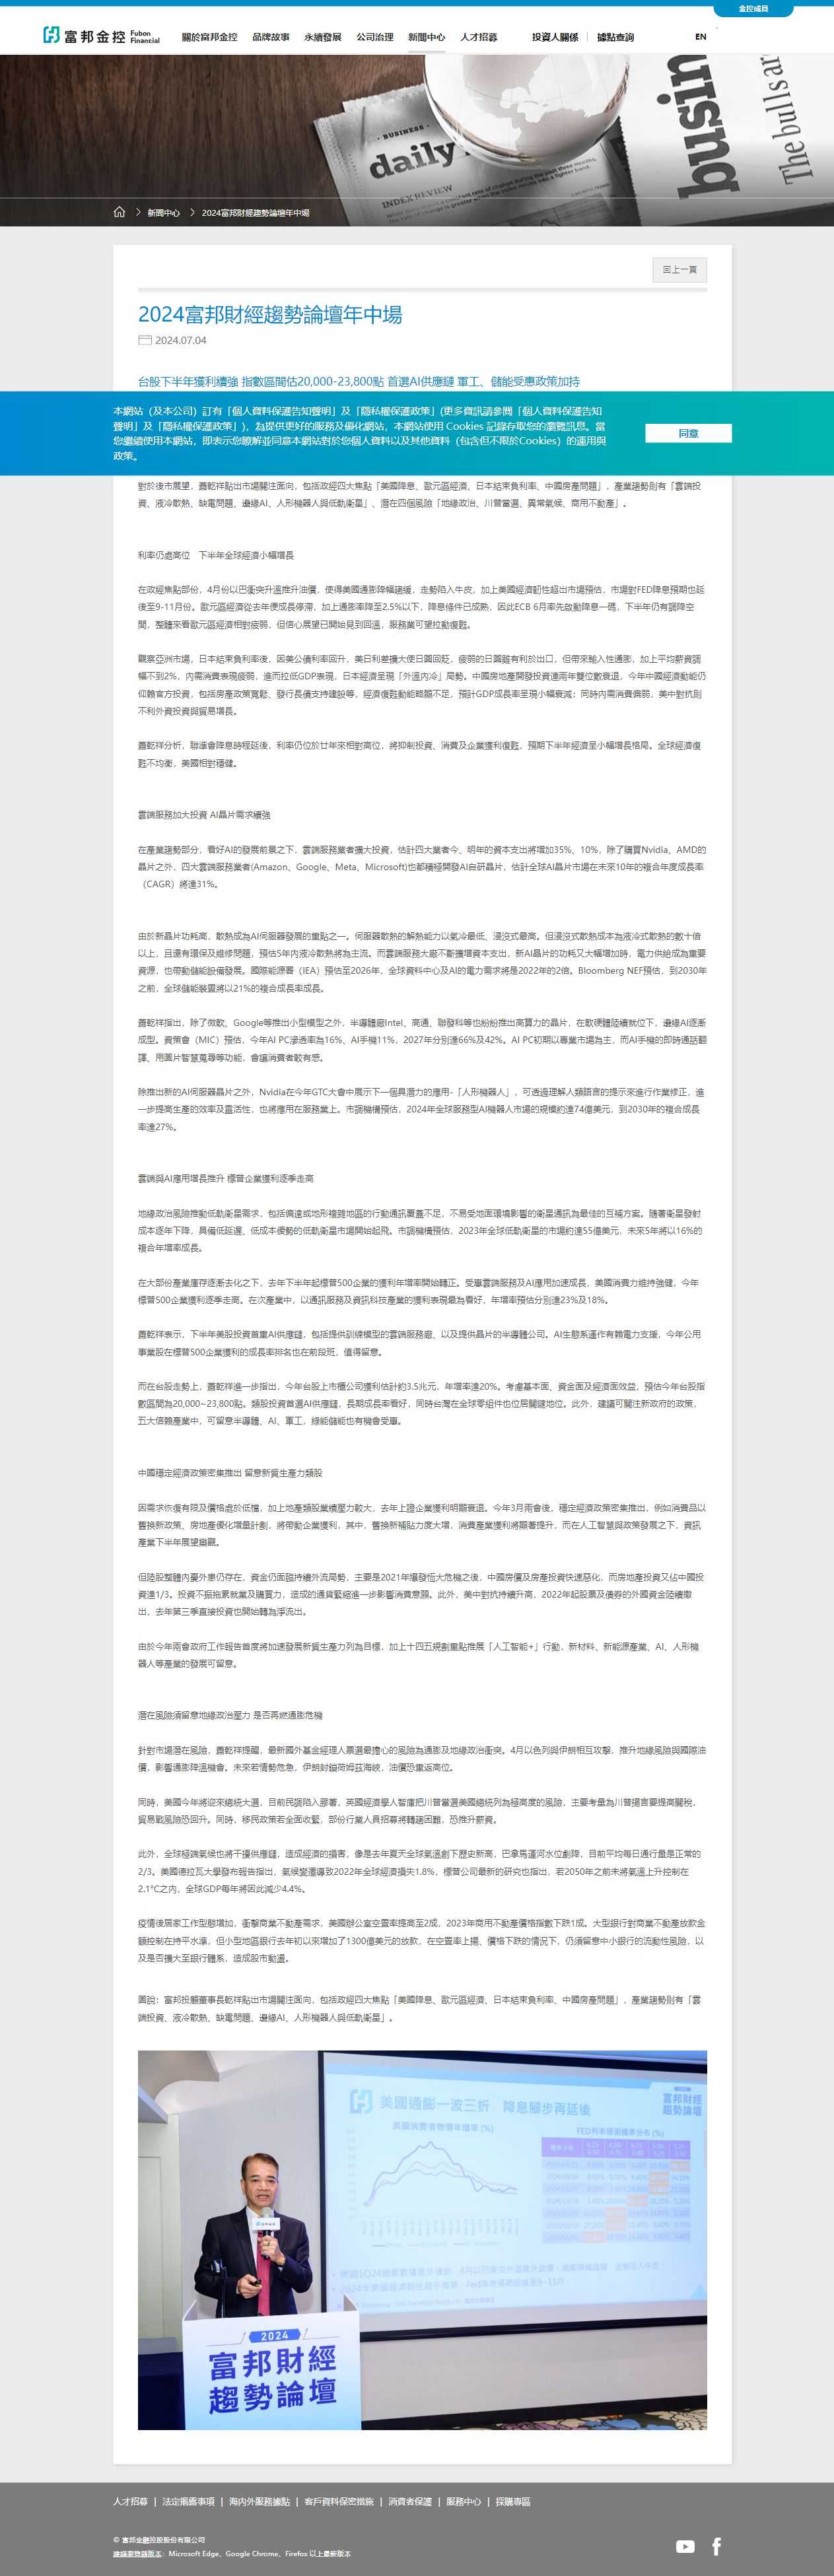 金控成員
富邦金控 Fubon Financial
關於富邦金控 品牌故事 永續發展 公司治理 新聞中心 人才招募 投資人關係 據點查詢 EN
BUSINESS
daily
INDEX REVIEW
busin
The bulls are
新聞中心 2024富邦財經趨勢論壇年中場
回上一頁
2024富邦財經趨勢論壇年中場
2024.07.04
台股下半年獲利續強 指數區間估20,000-23,800點 首選AI供應鏈 軍工、儲能受惠政策加持
本網站（及本公司）訂有「個人資料保護告知聲明」及「隱私權保護政策」(更多資訊請參閱「個人資料保護告知
聲明」及「隱私權保護政策」)，為提供更好的服務及優化網站，本網站使用 Cookies 記錄存取您的瀏覽訊息。當
您繼續使用本網站，即表示您瞭解並同意本網站對於您個人資料以及其他資料（包含但不限於Cookies）的運用與
政策。
同意
對於後市展望，蕭乾祥點出市場關注面向，包括政經四大焦點「美國降息、歐元區經濟、日本結束負利率、中國房產問題」，產業趨勢則有「雲端投
資、液冷散熱、缺電問題、邊緣AI、人形機器人與低軌衛星」、潛在四個風險「地緣政治、川普當選、異常氣候、商用不動產」。
利率仍處高位　下半年全球經濟小幅增長
在政經焦點部份，4月份以巴衝突升溫推升油價，使得美國通膨降幅趨緩，走勢陷入牛皮，加上美國經濟韌性超出市場預估，市場對FED降息預期也延
後至9-11月份。歐元區經濟從去年便成長停滯，加上通膨率降至2.5%以下，降息條件已成熟，因此ECB 6月率先啟動降息一碼，下半年仍有調降空
間，整體來看歐元區經濟相對疲弱，但信心展望已開始見到回溫，服務業可望拉動復甦。
觀察亞洲市場，日本結束負利率後，因美公債利率回升，美日利差擴大使日圓回貶，疲弱的日圓雖有利於出口，但帶來輸入性通膨，加上平均薪資調
幅不到2%，內需消費表現疲弱，進而拉低GDP表現，日本經濟呈現「外溫內冷」局勢。中國房地產開發投資連兩年雙位數衰退，今年中國經濟動能仍
仰賴官方投資，包括房產政策寬鬆、發行長債支持建設等，經濟復甦動能略顯不足，預計GDP成長率呈現小幅衰減；同時內需消費偏弱，美中對抗則
不利外資投資與貿易增長。
蕭乾祥分析，聯準會降息時程延後，利率仍位於廿年來相對高位，將抑制投資、消費及企業獲利復甦，預期下半年經濟呈小幅增長格局。全球經濟復
甦不均衡，美國相對穩健。
雲端服務加大投資 AI晶片需求續強
在產業趨勢部分，看好AI的發展前景之下，雲端服務業者擴大投資，估計四大業者今、明年的資本支出將增加35%、10%，除了購買Nvidia、AMD的
晶片之外，四大雲端服務業者(Amazon、Google、Meta、Microsoft)也都積極開發AI自研晶片，估計全球AI晶片市場在未來10年的複合年度成長率
（CAGR）將達31%。
由於新晶片功耗高，散熱成為AI伺服器發展的重點之一。伺服器散熱的解熱能力以氣冷最低、浸沒式最高。但浸沒式散熱成本為液冷式散熱的數十倍
以上，且還有環保及維修問題，預估5年內液冷散熱將為主流。而雲端服務大廠不斷擴增資本支出，新AI晶片的功耗又大幅增加時，電力供給成為重要
資源，也帶動儲能設備發展。國際能源署（IEA）預估至2026年，全球資料中心及AI的電力需求將是2022年的2倍。Bloomberg NEF預估，到2030年
之前，全球儲能裝置將以21%的複合成長率成長。
蕭乾祥指出，除了微軟、Google等推出小型模型之外，半導體廠Intel、高通、聯發科等也紛紛推出高算力的晶片，在軟硬體陸續就位下，邊緣AI逐漸
成型。資策會（MIC）預估，今年AI PC滲透率為16%、AI手機11%，2027年分別達66%及42%。AI PC初期以專業市場為主，而AI手機的即時通話翻
譯、用圖片智慧蒐尋等功能，會讓消費者較有感。
除推出新的AI伺服器晶片之外，Nvidia在今年GTC大會中展示下一個具潛力的應用-「人形機器人」，可透過理解人類語言的提示來進行作業修正，進
一步提高生產的效率及靈活性，也將應用在服務業上。市調機構預估，2024年全球服務型AI機器人市場的規模約達74億美元，到2030年的複合成長
率達27%。
雲端與AI應用增長推升 標普企業獲利逐季走高
地緣政治風險推動低軌衛星需求，包括偏遠或地形複雜地區的行動通訊覆蓋不足，不易受地面環境影響的衛星通訊為最佳的互補方案。隨著衛星發射
成本逐年下降，具備低延遲、低成本優勢的低軌衛星市場開始起飛。市調機構預估，2023年全球低軌衛星的市場約達55億美元，未來5年將以16%的
複合年增率成長。
在大部份產業庫存逐漸去化之下，去年下半年起標普500企業的獲利年增率開始轉正。受惠雲端服務及AI應用加速成長，美國消費力維持強健，今年
標普500企業獲利逐季走高。在次產業中，以通訊服務及資訊科技產業的獲利表現最為看好，年增率預估分別達23%及18%。
蕭乾祥表示，下半年美股投資首重AI供應鏈，包括提供訓練模型的雲端服務廠、以及提供晶片的半導體公司。AI生態系運作有賴電力支援，今年公用
事業股在標普500企業獲利的成長率排名也在前段班，值得留意。
而在台股走勢上，蕭乾祥進一步指出，今年台股上市櫃公司獲利估計約3.5兆元，年增率達20%。考慮基本面、資金面及經濟面效益，預估今年台股指
數區間為20,000~23,800點。類股投資首選AI供應鏈，長期成長率看好，同時台灣在全球零組件也位居關鍵地位。此外，建議可關注新政府的政策，
五大信賴產業中，可留意半導體、AI、軍工，綠能儲能也有機會受惠。
中國穩定經濟政策密集推出 留意新質生產力類股
因需求恢復有限及價格處於低檔，加上地產類股業績壓力較大，去年上證企業獲利明顯衰退。今年3月兩會後，穩定經濟政策密集推出，例如消費品以
舊換新政策、房地產優化增量計劃，將帶動企業獲利，其中，舊換新補貼力度大增，消費產業獲利將顯著提升，而在人工智慧與政策發展之下，資訊
產業下半年展望樂觀。
但陸股整體內憂外患仍存在，資金仍面臨持續外流局勢，主要是2021年爆發恆大危機之後，中國房價及房產投資快速惡化，而房地產投資又佔中國投
資達1/3。投資不振拖累就業及購買力，造成的通貨緊縮進一步影響消費意願。此外，美中對抗持續升高，2022年起股票及債券的外國資金陸續撤
出，去年第三季直接投資也開始轉為淨流出。
由於今年兩會政府工作報告首度將加速發展新質生產力列為目標，加上十四五規劃重點推展「人工智能+」行動，新材料、新能源產業、AI、人形機
器人等產業的發展可留意。
潛在風險須留意地緣政治壓力 是否再燃通膨危機
針對市場潛在風險，蕭乾祥提醒，最新國外基金經理人票選最擔心的風險為通膨及地緣政治衝突。4月以色列與伊朗相互攻擊，推升地緣風險與國際油
價，影響通膨降溫機會。未來若情勢危急，伊朗封鎖荷姆茲海峽，油價恐重返高位。
同時，美國今年將迎來總統大選，目前民調陷入膠著，英國經濟學人智庫把川普當選美國總統列為極高度的風險，主要考量為川普揚言要提高關稅，
貿易戰風險恐回升。同時，移民政策若全面收緊，部份行業人員招募將轉趨困難，恐推升薪資。
此外，全球極端氣候也將干擾供應鏈，造成經濟的損害，像是去年夏天全球氣溫創下歷史新高，巴拿馬運河水位劇降，目前平均每日通行量是正常的
2/3。美國德拉瓦大學發布報告指出，氣候變遷導致2022年全球經濟損失1.8%，標普公司最新的研究也指出，若2050年之前未將氣溫上升控制在
2.1°C之內，全球GDP每年將因此減少4.4%。
疫情後居家工作型態增加，衝擊商業不動產需求，美國辦公室空置率提高至2成，2023年商用不動產價格指數下跌1成。大型銀行對商業不動產放款金
額控制在持平水準，但小型地區銀行去年初以來增加了1300億美元的放款，在空置率上揚、價格下跌的情況下，仍須留意中小銀行的流動性風險，以
及是否擴大至銀行體系，造成股市動盪。
圖說：富邦投顧董事長乾祥點出市場關注面向，包括政經四大焦點「美國降息、歐元區經濟、日本結束負利率、中國房產問題」，產業趨勢則有「雲
端投資、液冷散熱、缺電問題、邊緣AI、人形機器人與低軌衛星」。
美國通膨一波三折　降息腳步再延後
富邦財經
趨勢論壇
美國消費者物價年增率(%)
FED利率預測機率分布(%)
2024
富邦財經
趨勢論壇
人才招募 | 法定揭露事項 | 海內外服務據點 | 客戶資料保密措施 | 消費者保護 | 服務中心 | 採購專區
© 富邦金融控股股份有限公司
建議瀏覽器版本：Microsoft Edge、Google Chrome、Firefox 以上最新版本